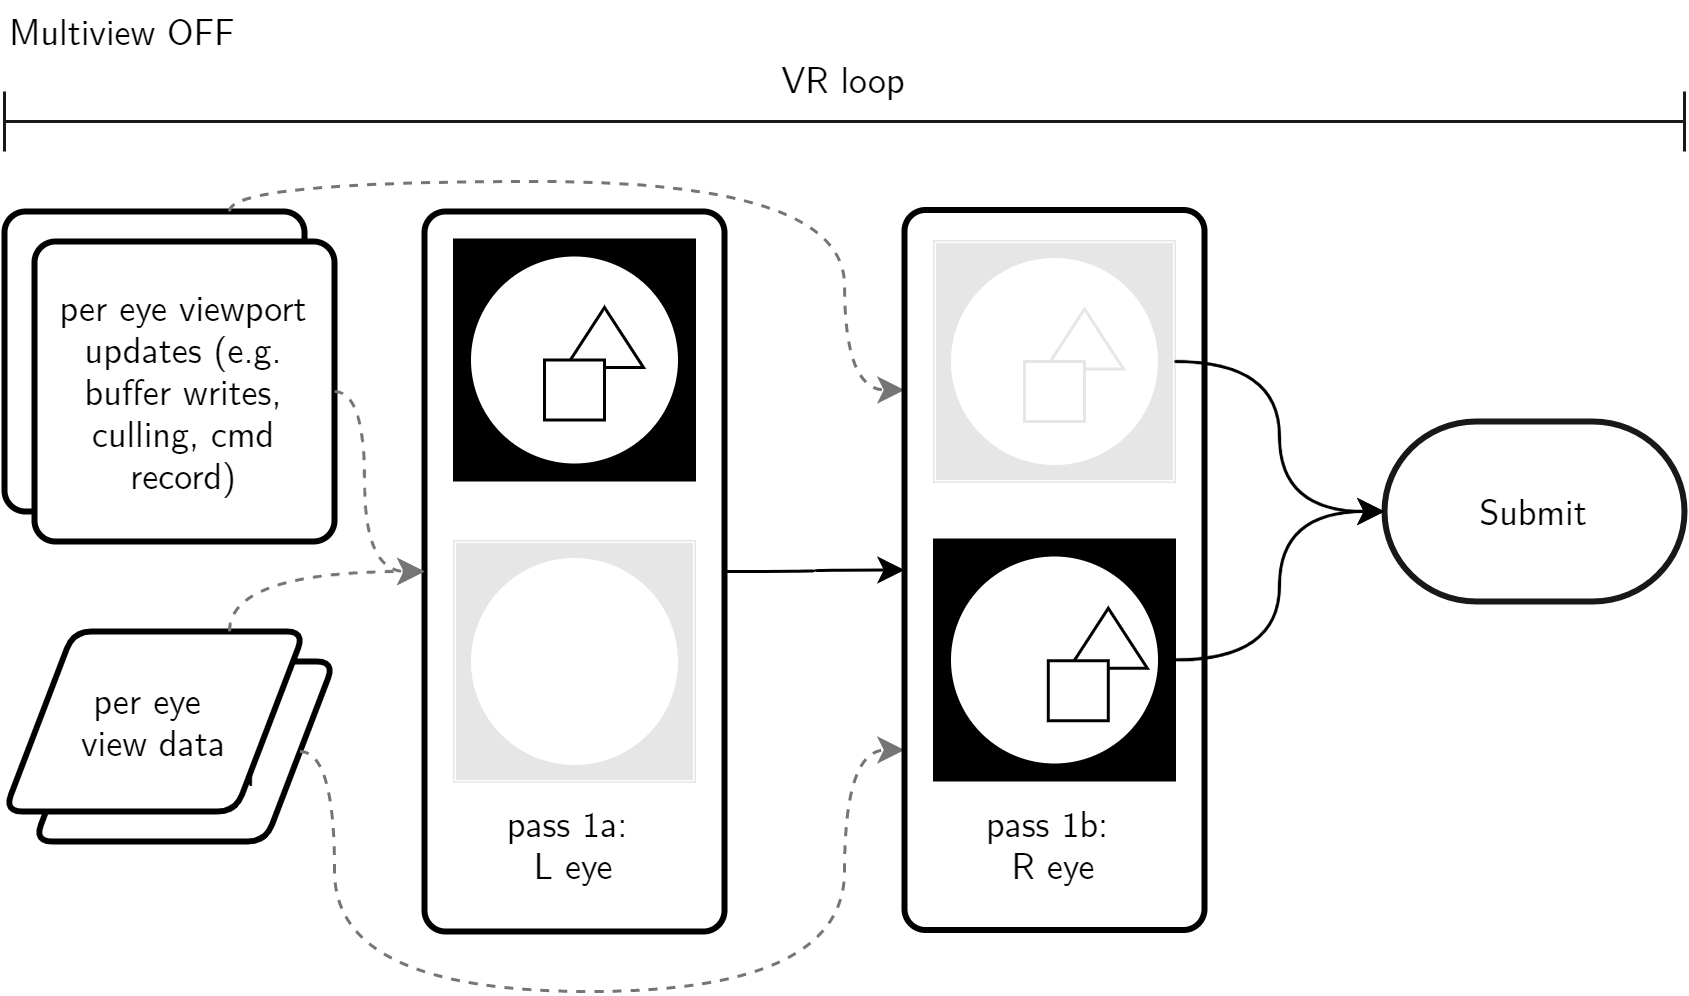 Multiview OFF
VR loop
per eye viewport
updates (e.g.
buffer writes,
culling, cmd
record)
per eye
view data
pass 1a:
L eye
pass 1b:
R eye
Submit